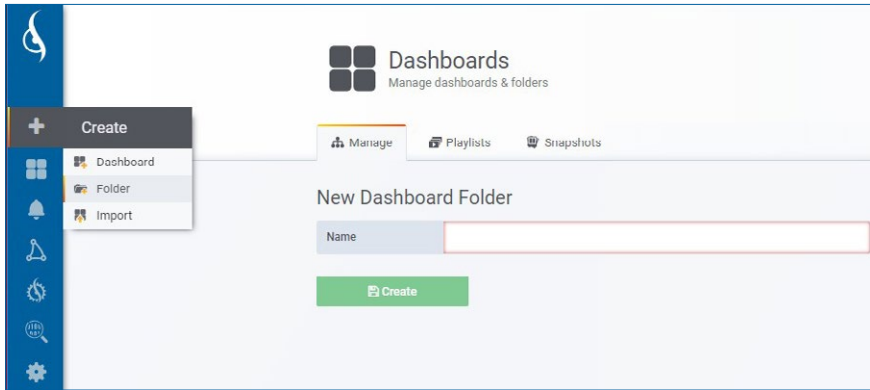 Dashboards
Manage dashboards & folders
Create
Dashboard
Folder
Import
Manage
Playlists
Snapshots
New Dashboard Folder
Name
Create